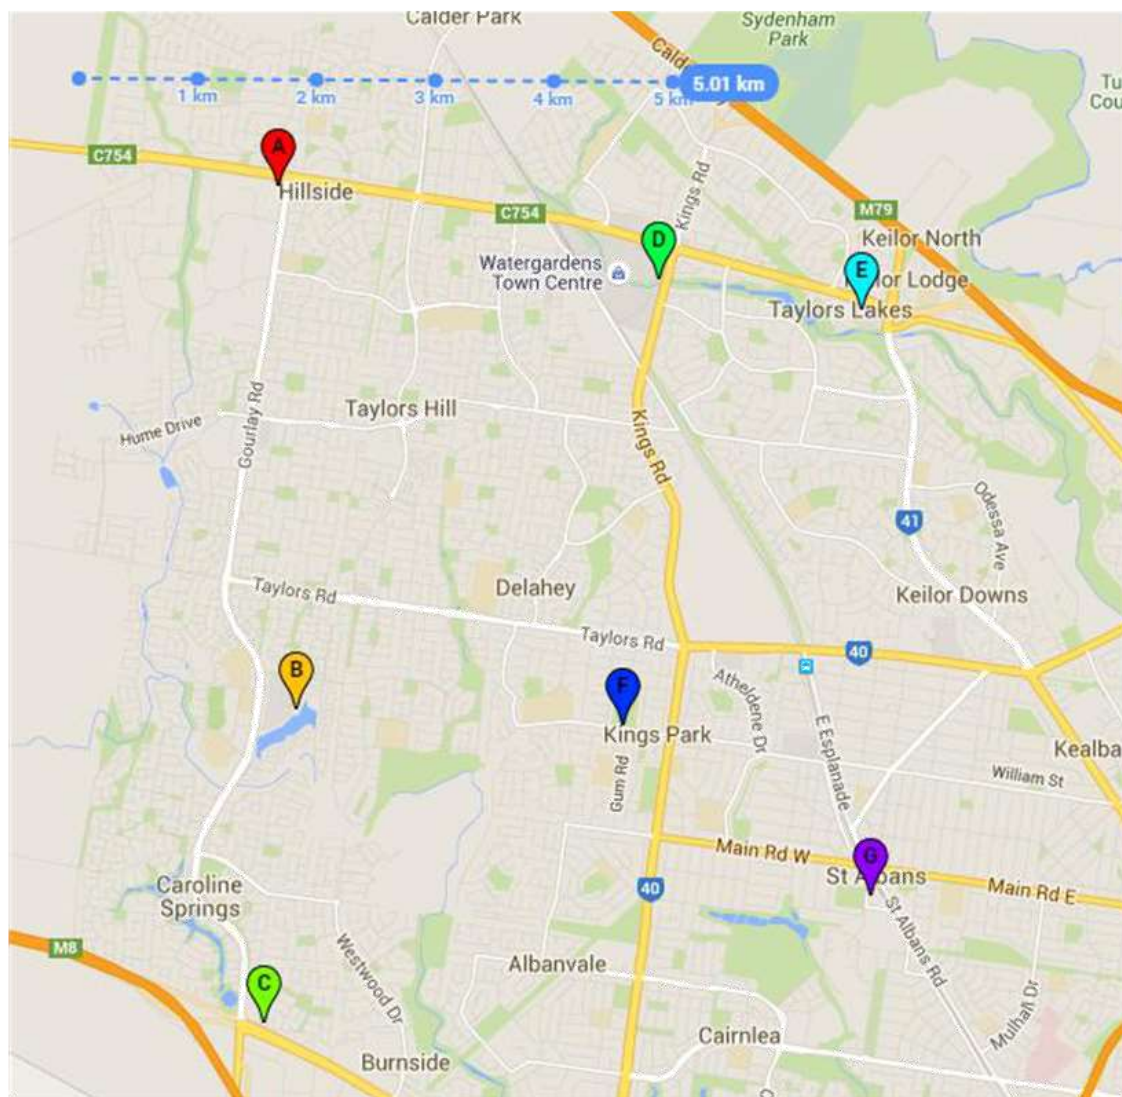 Calder Park
Sydenham
Park
5.01 km
1 km
2 km
3 km
4 km
5 km
C754
A
Hillside
C754
Kings Rd
M79
D
Keilor North
Watergardens
Town Centre
E
Lodge
Taylors Lakes
Gourlay Rd
Taylors Hill
Hume Drive
Kings Rd
Odessa Ave
41
Taylors Rd
Delahey
Keilor Downs
Taylors Rd
40
B
F
Atheldene Dr
E Esplanade
Kings Park
Gum Rd
William St
Main Rd W
G
St Albans
Main Rd E
Caroline
Springs
40
St Albans Rd
M8
Westwood Dr
Albanvale
C
Mulhall Dr
Cairnlea
Burnside